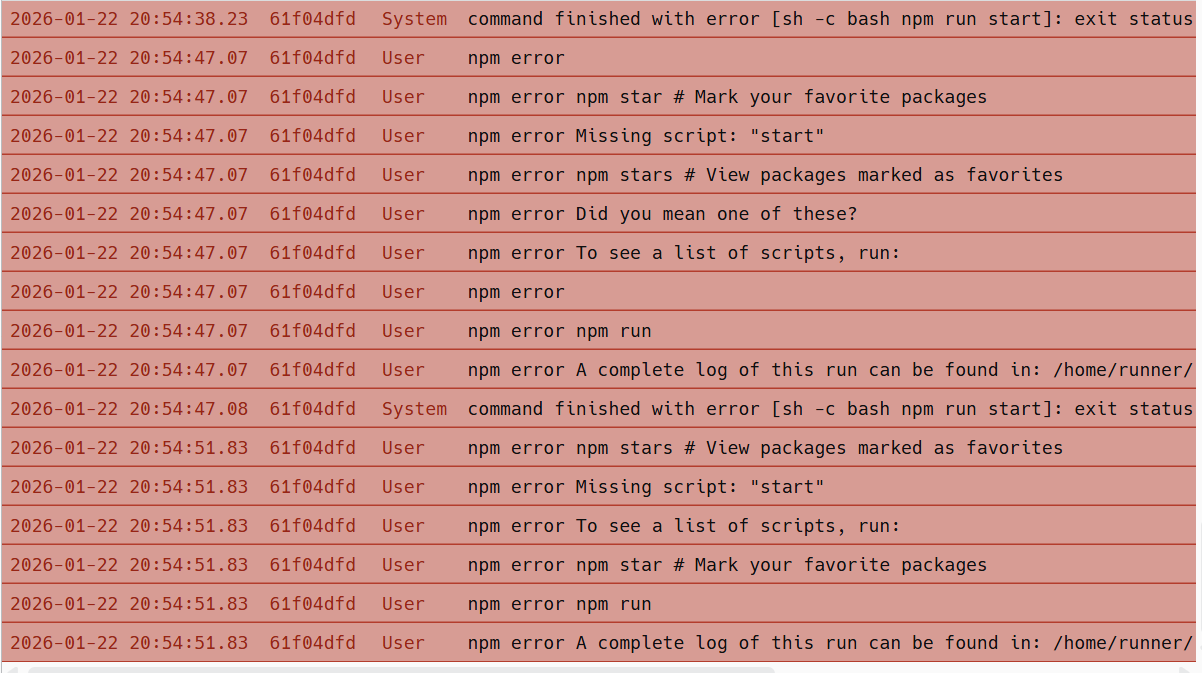 2026-01-22 20:54:38.23 61f04dfd System command finished with error [sh -c bash npm run start]: exit status
2026-01-22 20:54:47.07 61f04dfd User npm error
2026-01-22 20:54:47.07 61f04dfd User npm error npm star # Mark your favorite packages
2026-01-22 20:54:47.07 61f04dfd User npm error Missing script: "start"
2026-01-22 20:54:47.07 61f04dfd User npm error npm stars # View packages marked as favorites
2026-01-22 20:54:47.07 61f04dfd User npm error Did you mean one of these?
2026-01-22 20:54:47.07 61f04dfd User npm error To see a list of scripts, run:
2026-01-22 20:54:47.07 61f04dfd User npm error
2026-01-22 20:54:47.07 61f04dfd User npm error npm run
2026-01-22 20:54:47.07 61f04dfd User npm error A complete log of this run can be found in: /home/runner/
2026-01-22 20:54:47.08 61f04dfd System command finished with error [sh -c bash npm run start]: exit status
2026-01-22 20:54:51.83 61f04dfd User npm error npm stars # View packages marked as favorites
2026-01-22 20:54:51.83 61f04dfd User npm error Missing script: "start"
2026-01-22 20:54:51.83 61f04dfd User npm error To see a list of scripts, run:
2026-01-22 20:54:51.83 61f04dfd User npm error npm star # Mark your favorite packages
2026-01-22 20:54:51.83 61f04dfd User npm error npm run
2026-01-22 20:54:51.83 61f04dfd User npm error A complete log of this run can be found in: /home/runner/